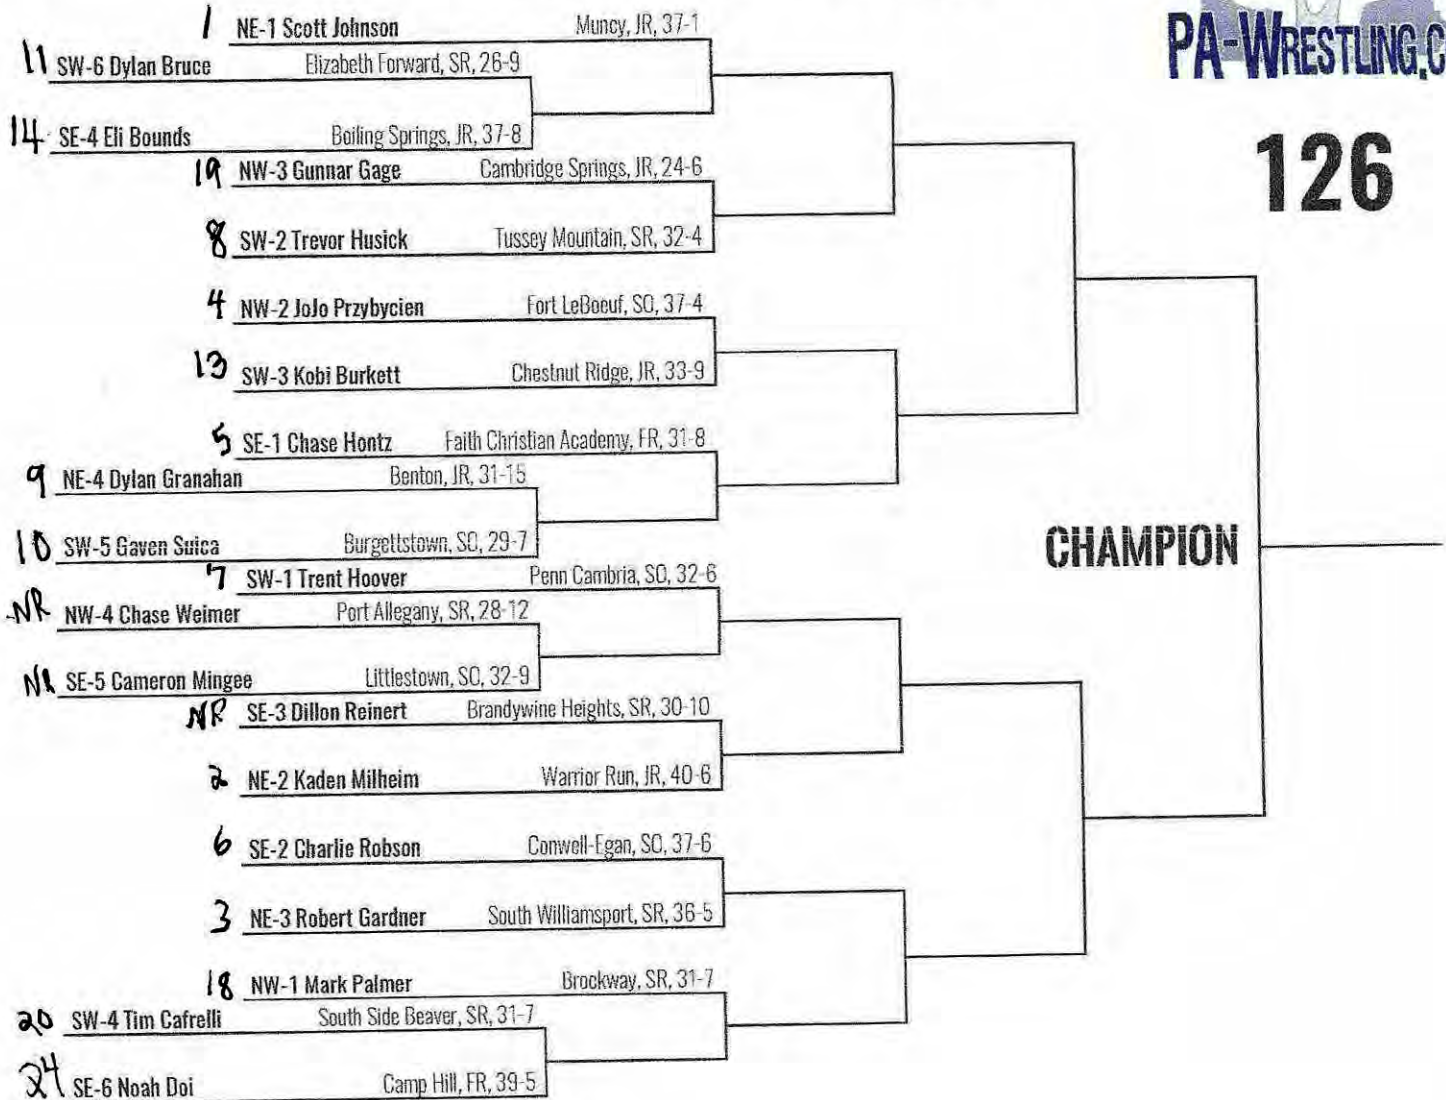 1 NE-1 Scott Johnson Muncy, JR, 37-1
PA-WRESTLING.C
11 SW-6 Dylan Bruce Elizabeth Forward, SR, 26-9
14 SE-4 Eli Bounds Boiling Springs, JR, 37-8
126
19 NW-3 Gunnar Gage Cambridge Springs, JR, 24-6
8 SW-2 Trevor Husick Tussey Mountain, SR, 32-4
4 NW-2 JoJo Przybycien Fort LeBoeuf, SO, 37-4
13 SW-3 Kobi Burkett Chestnut Ridge, JR, 33-9
5 SE-1 Chase Hontz Faith Christian Academy, FR, 31-8
9 NE-4 Dylan Granahan Benton, JR, 31-15
10 SW-5 Gaven Suica Burgettstown, SO, 29-7
CHAMPION
7 SW-1 Trent Hoover Penn Cambria, SO, 32-6
NR NW-4 Chase Weimer Port Allegany, SR, 28-12
NR SE-5 Cameron Mingee Littlestown, SO, 32-9
NR SE-3 Dillon Reinert Brandywine Heights, SR, 30-10
2 NE-2 Kaden Milheim Warrior Run, JR, 40-6
6 SE-2 Charlie Robson Conwell-Egan, SO, 37-6
3 NE-3 Robert Gardner South Williamsport, SR, 36-5
18 NW-1 Mark Palmer Brockway, SR, 31-7
20 SW-4 Tim Cafrelli South Side Beaver, SR, 31-7
24 SE-6 Noah Doi Camp Hill, FR, 39-5